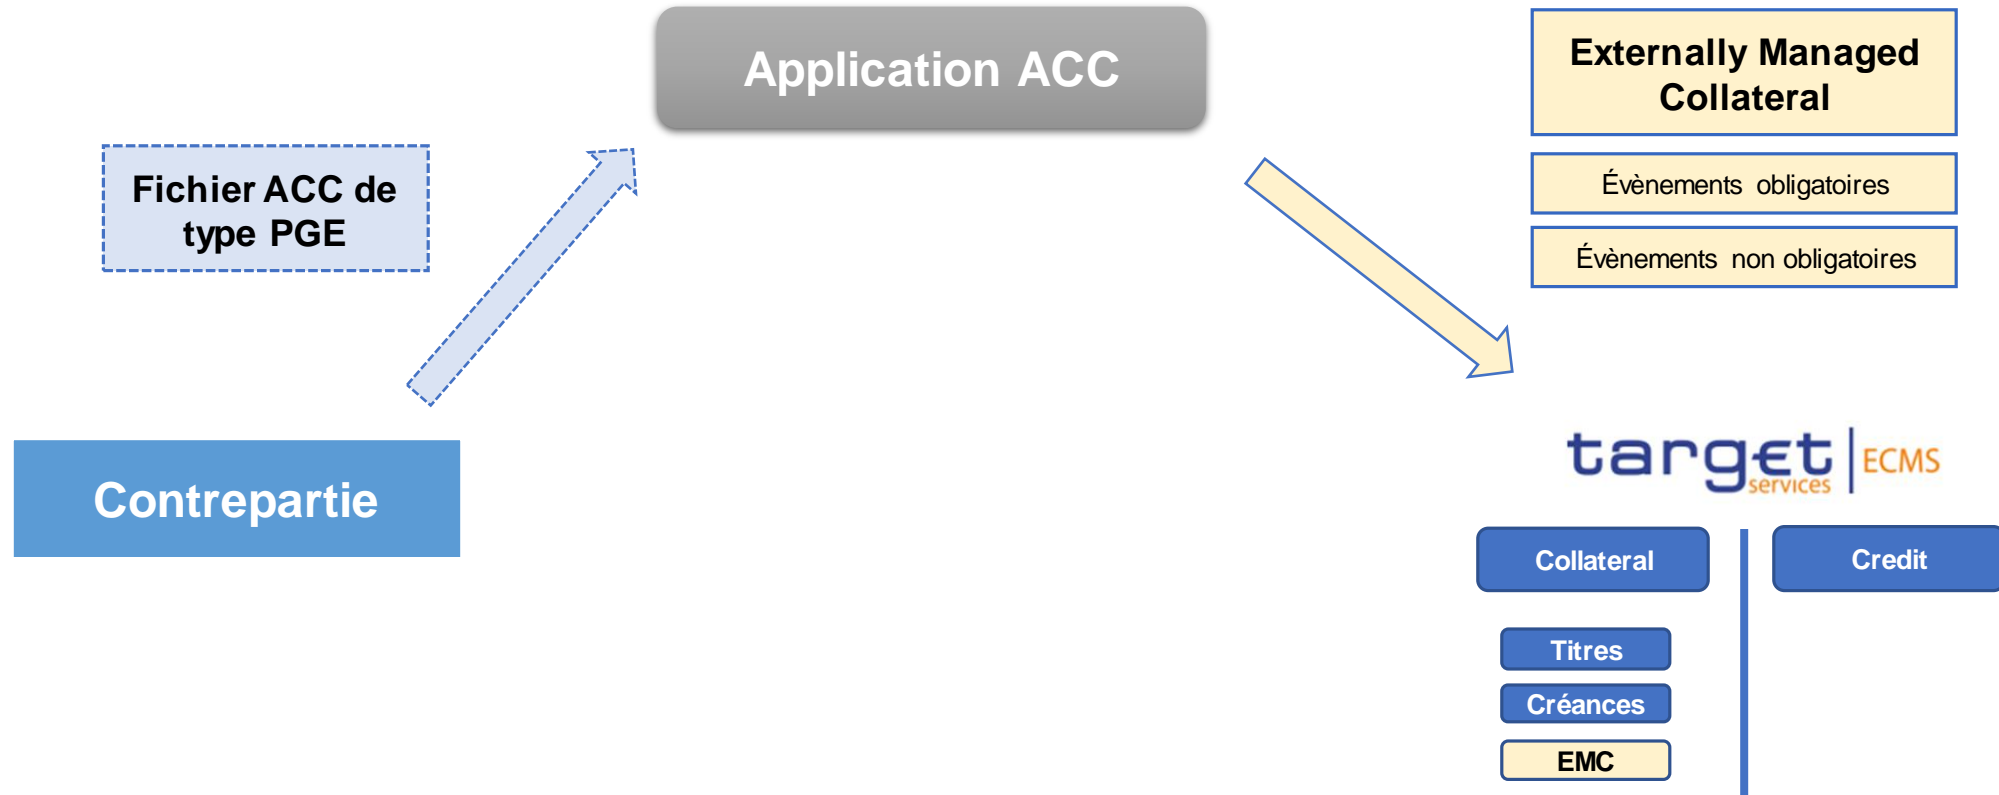 Application ACC
Externally Managed
Collateral
Fichier ACC de
type PGE
Évènements obligatoires
Évènements non obligatoires
Contrepartie
target
services
ECMS
Collateral
Credit
Titres
Créances
EMC